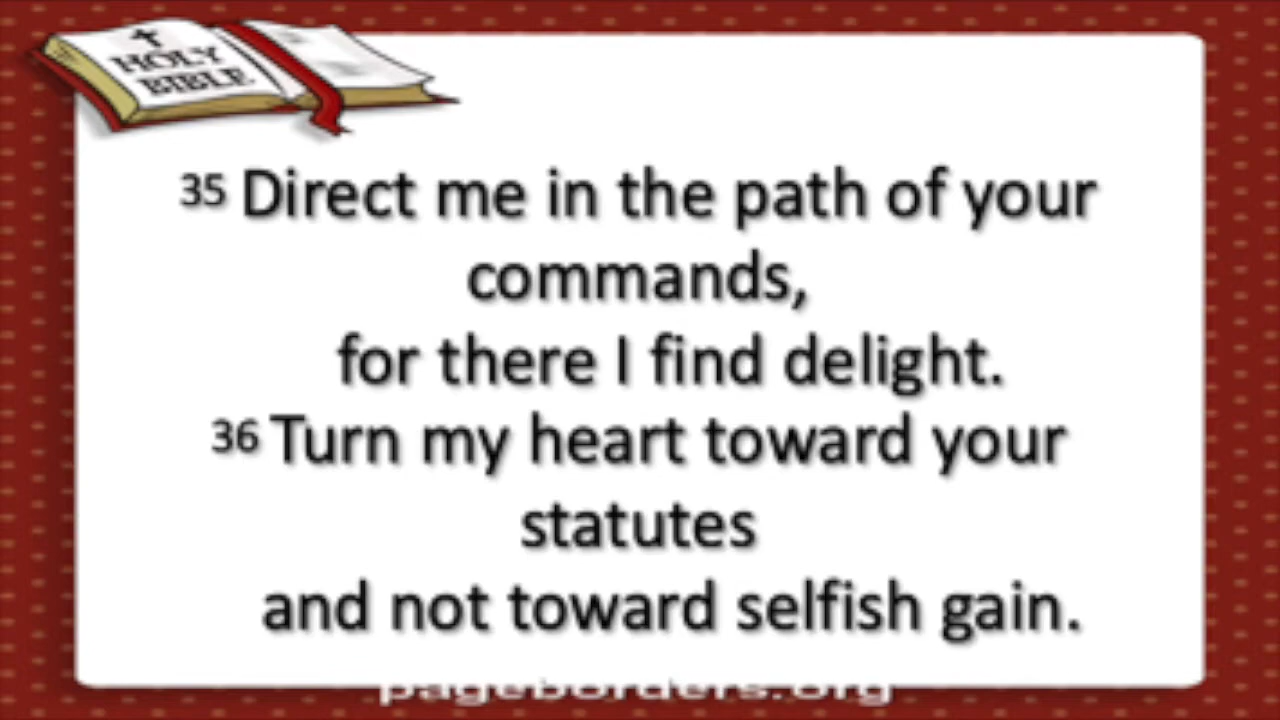 HOLY
BIBLE
35 Direct me in the path of your
commands,
for there I find delight.
36 Turn my heart toward your
statutes
and not toward selfish gain.
pageborders.org